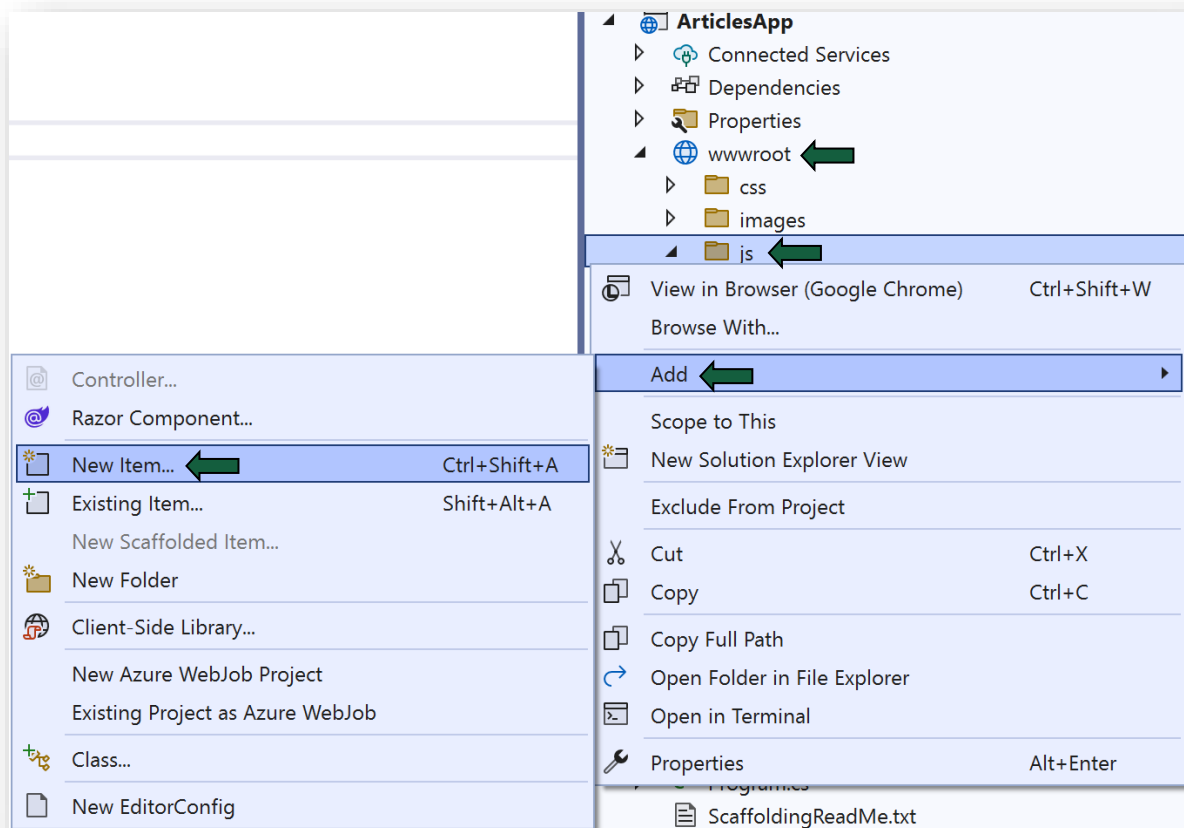 ArticlesApp
Connected Services
Dependencies
Properties
wwwroot
css
images
js
View in Browser (Google Chrome) Ctrl+Shift+W
Browse With...
Add
Scope to This
New Solution Explorer View
Exclude From Project
Cut Ctrl+X
Copy Ctrl+C
Copy Full Path
Open Folder in File Explorer
Open in Terminal
Properties Alt+Enter
Controller...
Razor Component...
New Item... Ctrl+Shift+A
Existing Item... Shift+Alt+A
New Scaffolded Item...
New Folder
Client-Side Library...
New Azure WebJob Project
Existing Project as Azure WebJob
Class...
New EditorConfig
Program.cs
ScaffoldingReadMe.txt